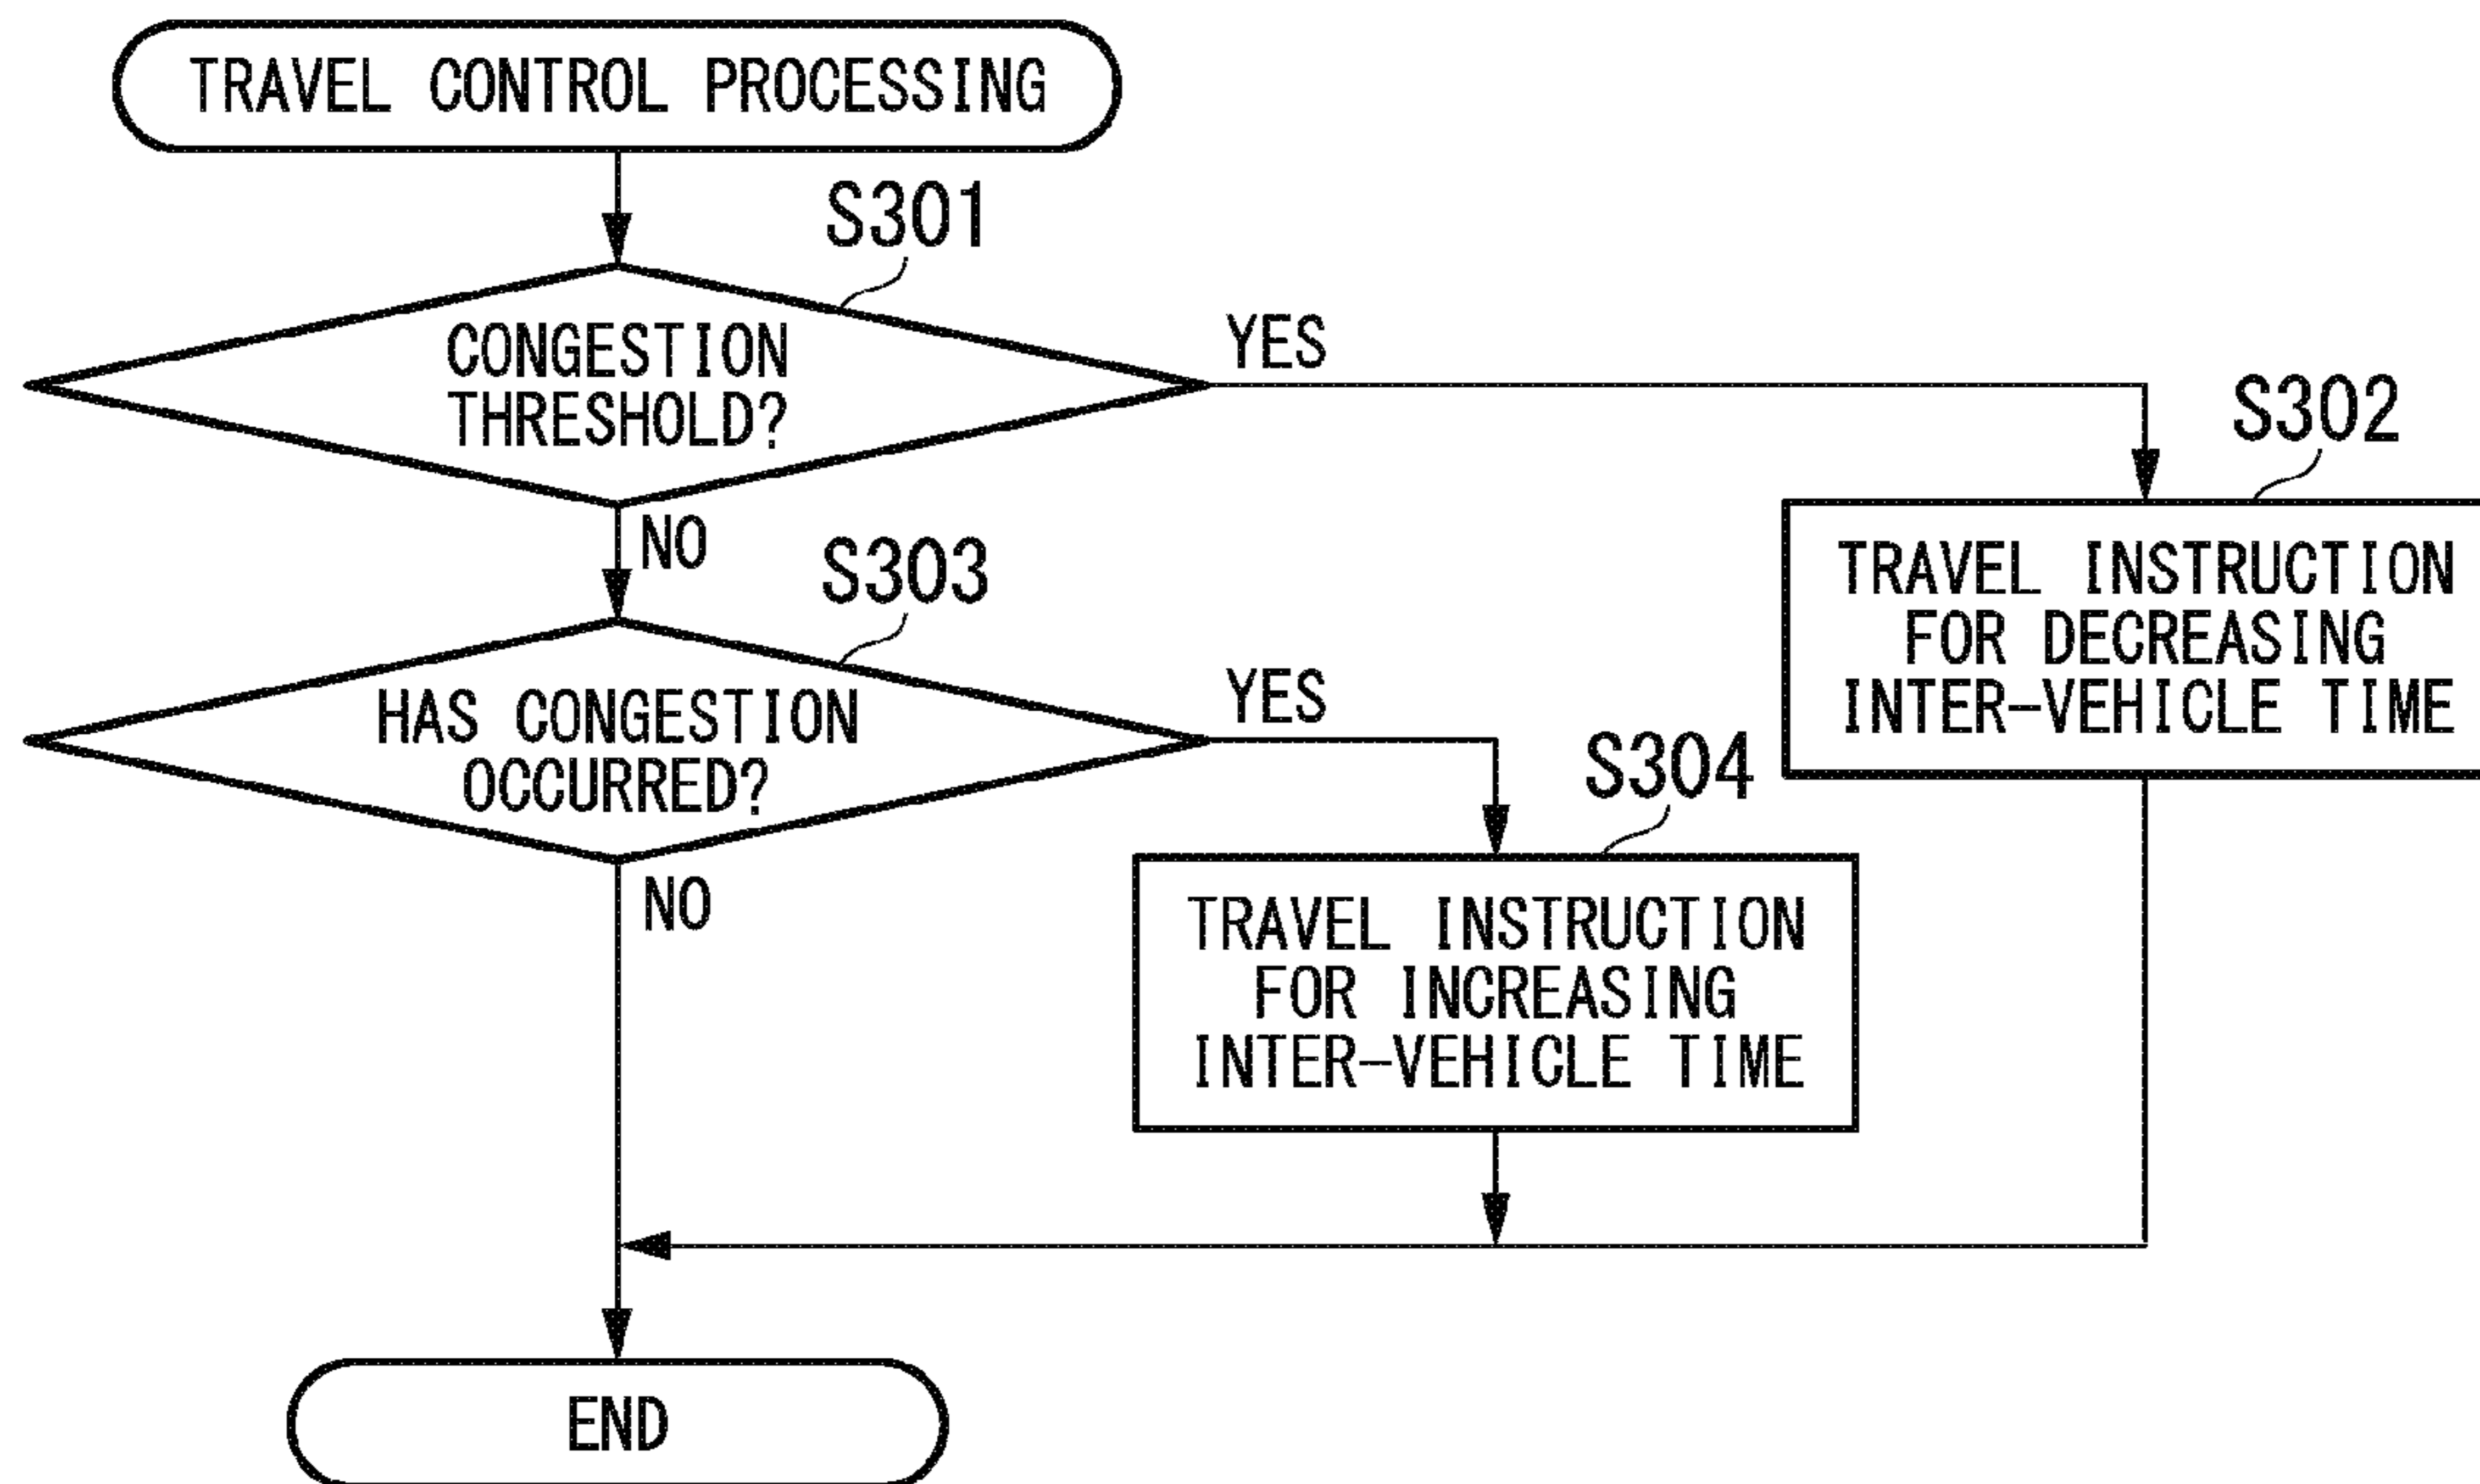 TRAVEL CONTROL PROCESSING
S301
CONGESTION
THRESHOLD?
YES
NO
S302
TRAVEL INSTRUCTION
FOR DECREASING
INTER-VEHICLE TIME
S303
HAS CONGESTION
OCCURRED?
YES
NO
S304
TRAVEL INSTRUCTION
FOR INCREASING
INTER-VEHICLE TIME
END